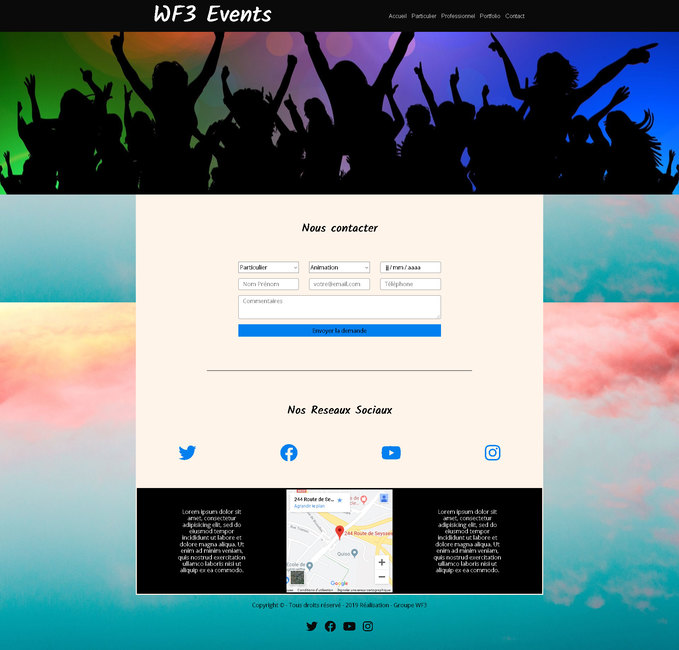 WF3 Events
Accueil Particulier Professionnel Portfolio Contact
Nous contacter
Particulier Animation jj/mm/aaaa
Nom Prénom votre@email.com Téléphone
Commentaires
Envoyer la demande
Nos Reseaux Sociaux
Lorem ipsum dolor sit
amet, consectetur
adipisicing elit, sed do
eiusmod tempor
incididunt ut labore et
dolore magna aliqua. Ut
enim ad minim veniam,
quis nostrud exercitation
ullamco laboris nisi ut
aliquip ex ea commodo.
244 Route de Se...
Agrandir le plan
244 Route de Seysses
Quiso
École de
Google
Conditions d'utilisation
Lorem ipsum dolor sit
amet, consectetur
adipisicing elit, sed do
eiusmod tempor
incididunt ut labore et
dolore magna aliqua. Ut
enim ad minim veniam,
quis nostrud exercitation
ullamco laboris nisi ut
aliquip ex ea commodo.
Copyright © - Tous droits réservé - 2019 Réalisation - Groupe WF3